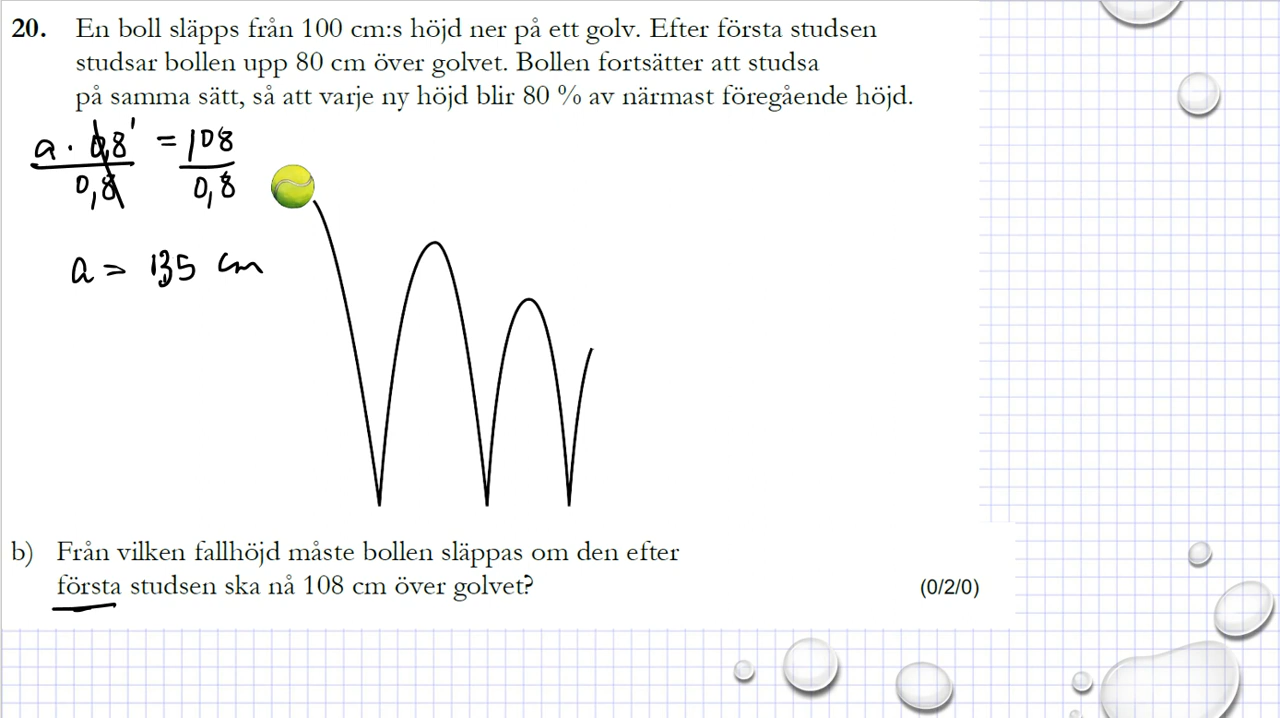 20. En boll släpps från 100 cm:s höjd ner på ett golv. Efter första studsen
studsar bollen upp 80 cm över golvet. Bollen fortsätter att studsa
på samma sätt, så att varje ny höjd blir 80 % av närmast föregående höjd.
a · 0,8¹ = 108
0,8 0,8
a = 135 cm
b) Från vilken fallhöjd måste bollen släppas om den efter
första studsen ska nå 108 cm över golvet?
(0/2/0)